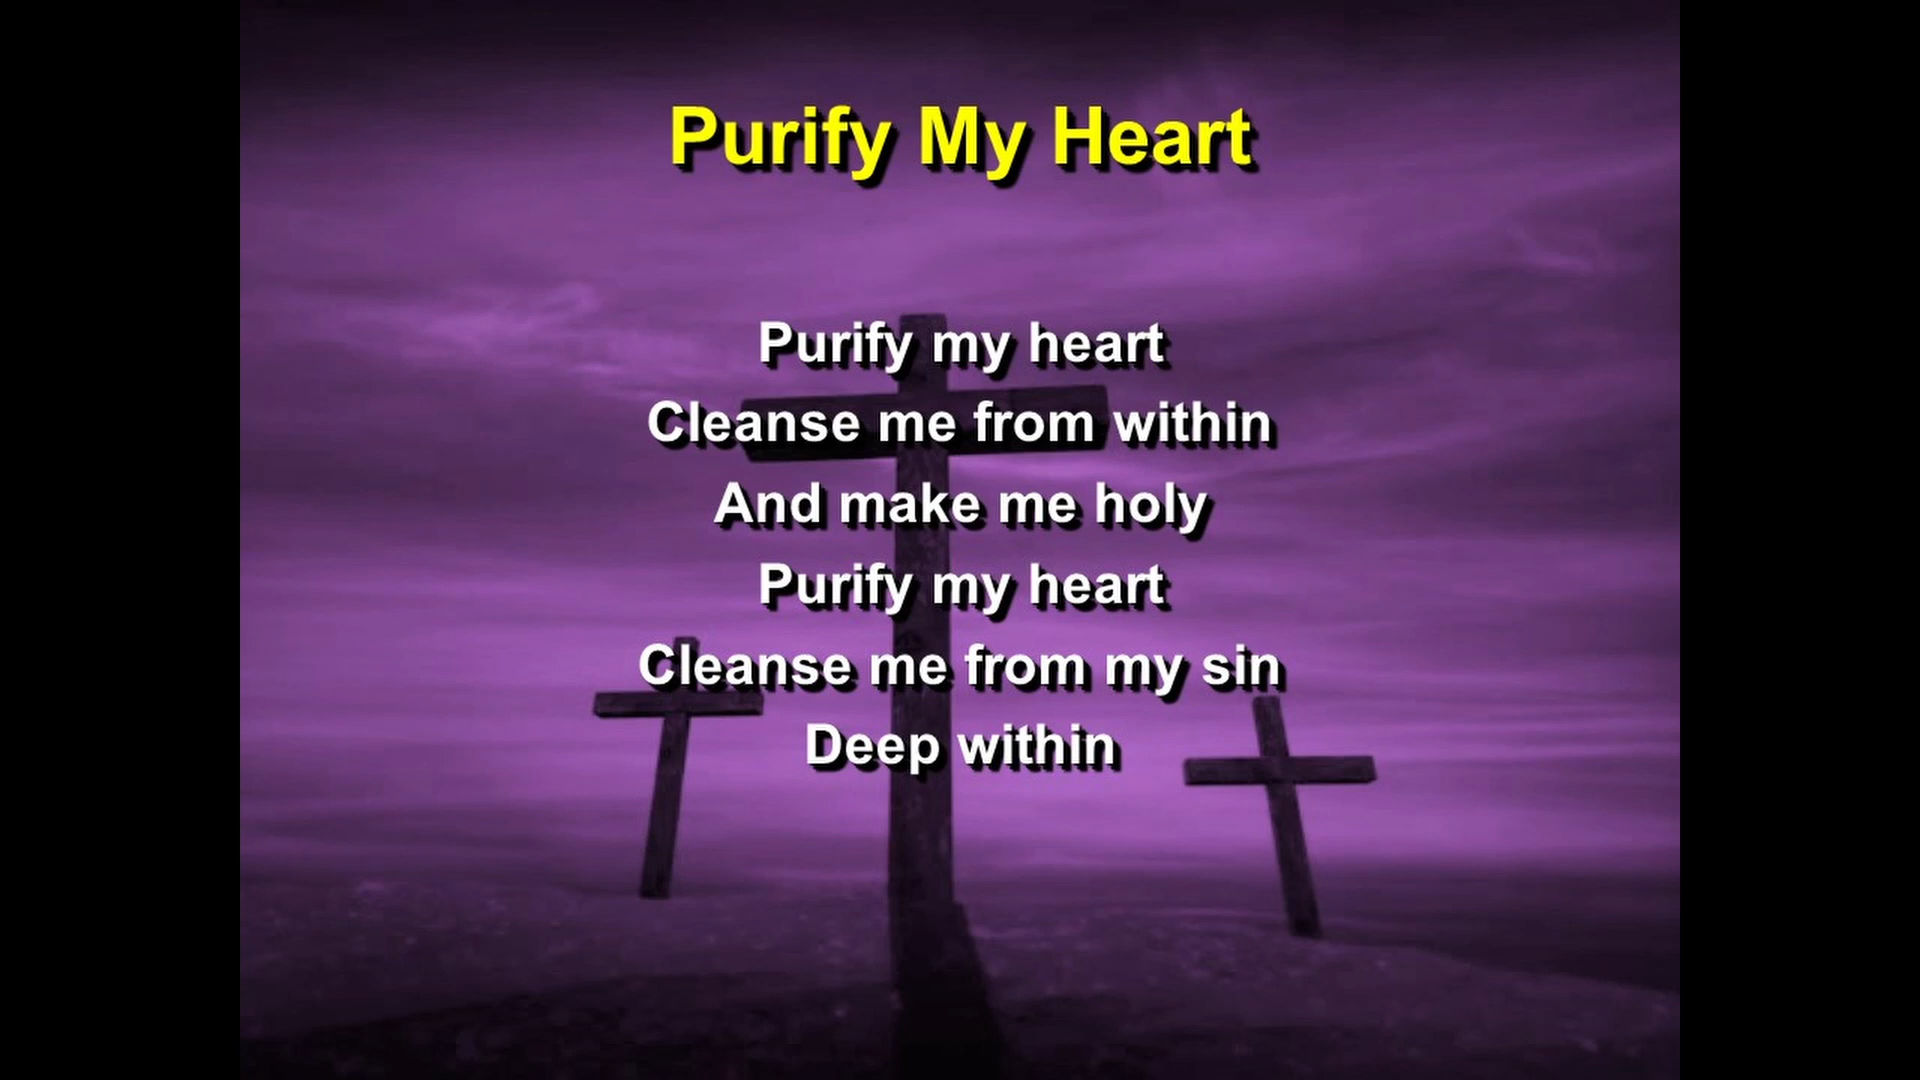 Purify My Heart
Purify my heart
Cleanse me from within
And make me holy
Purify my heart
Cleanse me from my sin
Deep within